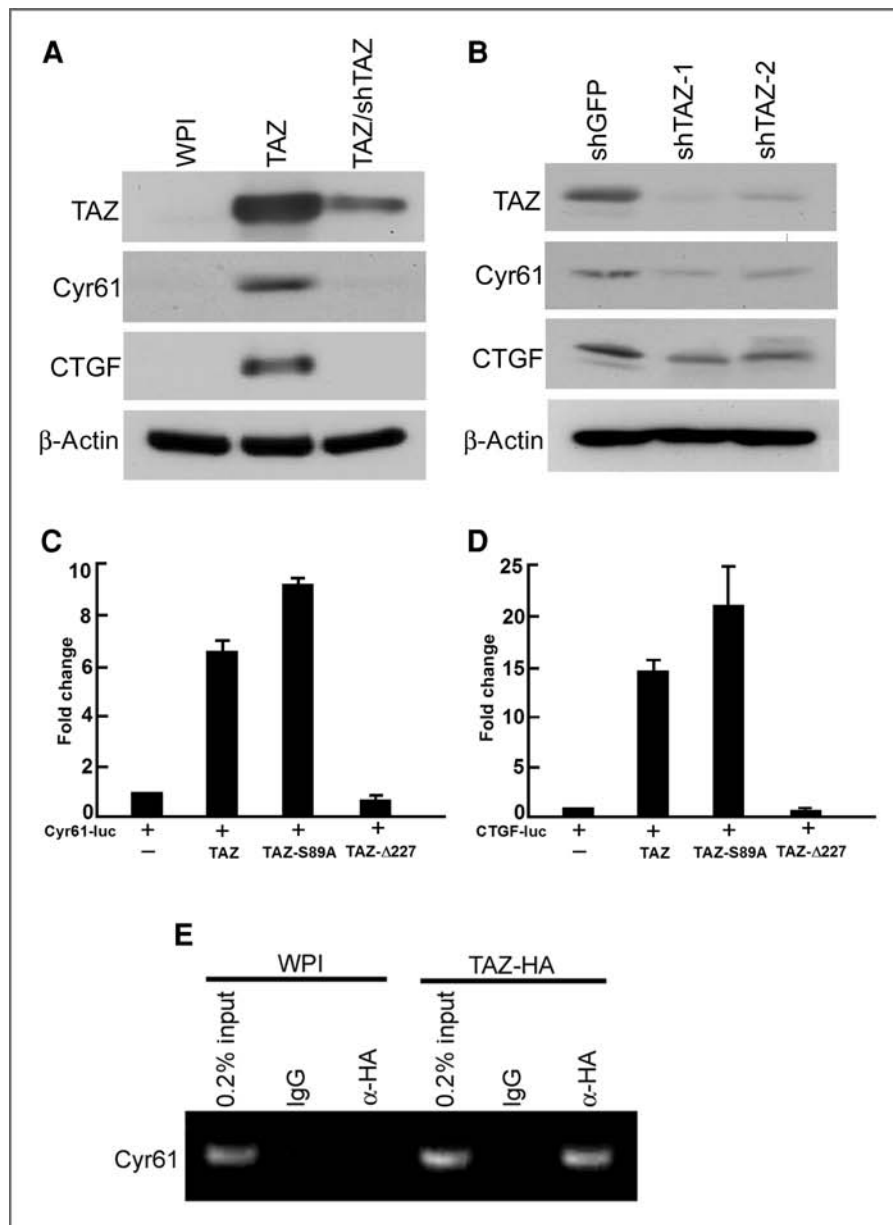 A
WPI
TAZ
TAZ/shTAZ
TAZ
Cyr61
CTGF
β-Actin
B
shGFP
shTAZ-1
shTAZ-2
TAZ
Cyr61
CTGF
β-Actin
C
Fold change
10
8
6
4
2
0
Cyr61-luc + + + +
– TAZ TAZ-S89A TAZ-Δ227
D
Fold change
25
20
15
10
5
0
CTGF-luc + + + +
– TAZ TAZ-S89A TAZ-Δ227
E
WPI TAZ-HA
0.2% input
IgG
α-HA
0.2% input
IgG
α-HA
Cyr61